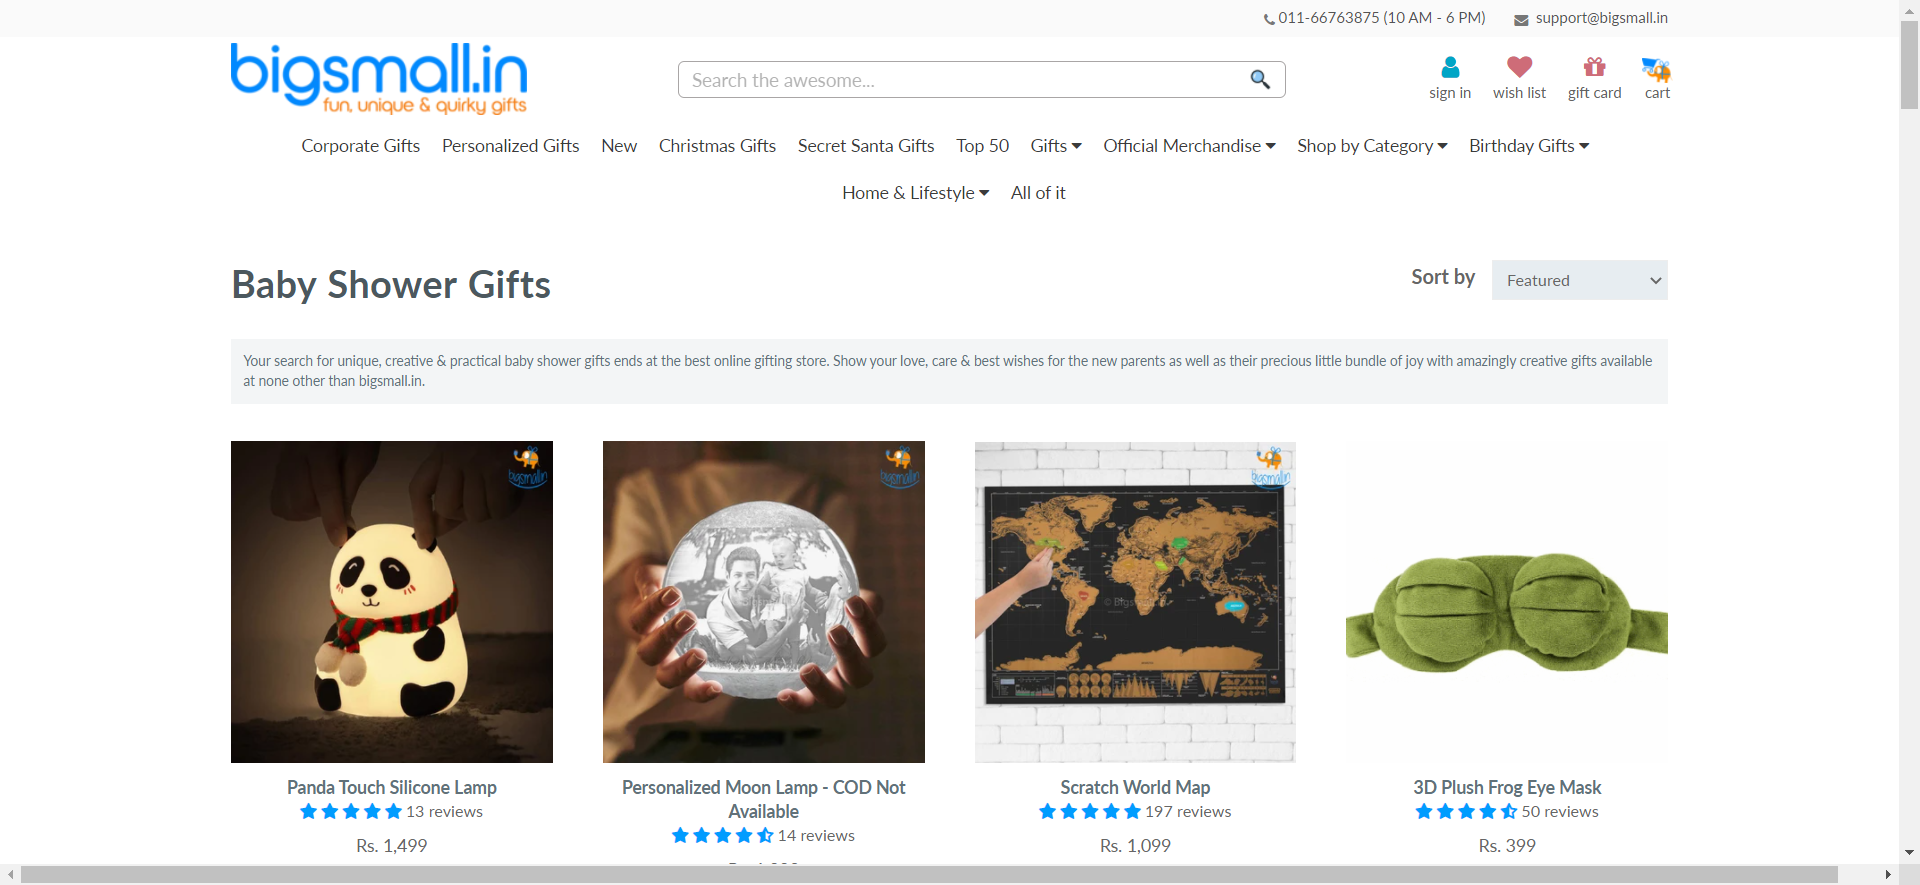 011-66763875 (10 AM - 6 PM) support@bigsmall.in
bigsmall.in
fun, unique & quirky gifts
Search the awesome...
sign in wish list gift card cart
Corporate Gifts Personalized Gifts New Christmas Gifts Secret Santa Gifts Top 50 Gifts Official Merchandise Shop by Category Birthday Gifts
Home & Lifestyle All of it
Baby Shower Gifts
Sort by Featured
Your search for unique, creative & practical baby shower gifts ends at the best online gifting store. Show your love, care & best wishes for the new parents as well as their precious little bundle of joy with amazingly creative gifts available
at none other than bigsmall.in.
bigsmall.in
bigsmall.in
bigsmall.in
Panda Touch Silicone Lamp
13 reviews
Rs. 1,499
Personalized Moon Lamp - COD Not
Available
14 reviews
Scratch World Map
197 reviews
Rs. 1,099
3D Plush Frog Eye Mask
50 reviews
Rs. 399